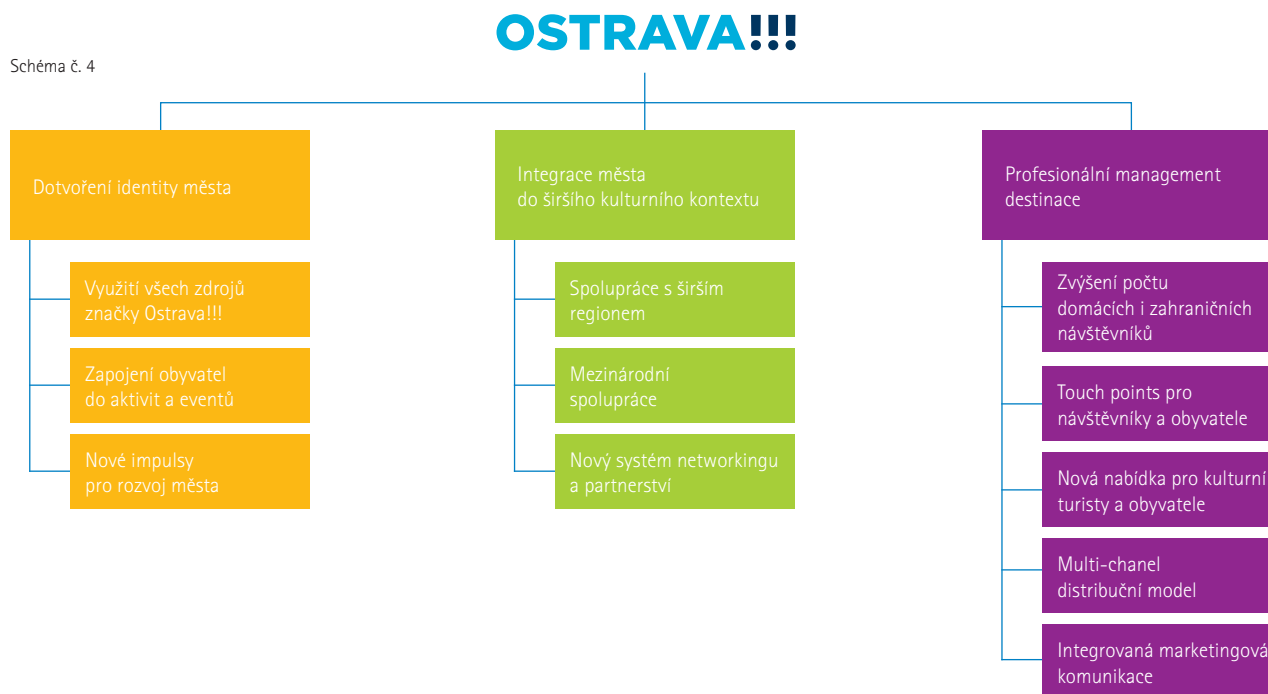 OSTRAVA!!!
Schéma č. 4
Dotvoření identity města
Využití všech zdrojů
značky Ostrava!!!
Zapojení obyvatel
do aktivit a eventů
Nové impulsy
pro rozvoj města
Integrace města
do širšího kulturního kontextu
Spolupráce s širším
regionem
Mezinárodní
spolupráce
Nový systém networkingu
a partnerství
Profesionální management
destinace
Zvýšení počtu
domácích i zahraničních
návštěvníků
Touch points pro
návštěvníky a obyvatele
Nová nabídka pro kulturní
turisty a obyvatele
Multi-chanel
distribuční model
Integrovaná marketingová
komunikace